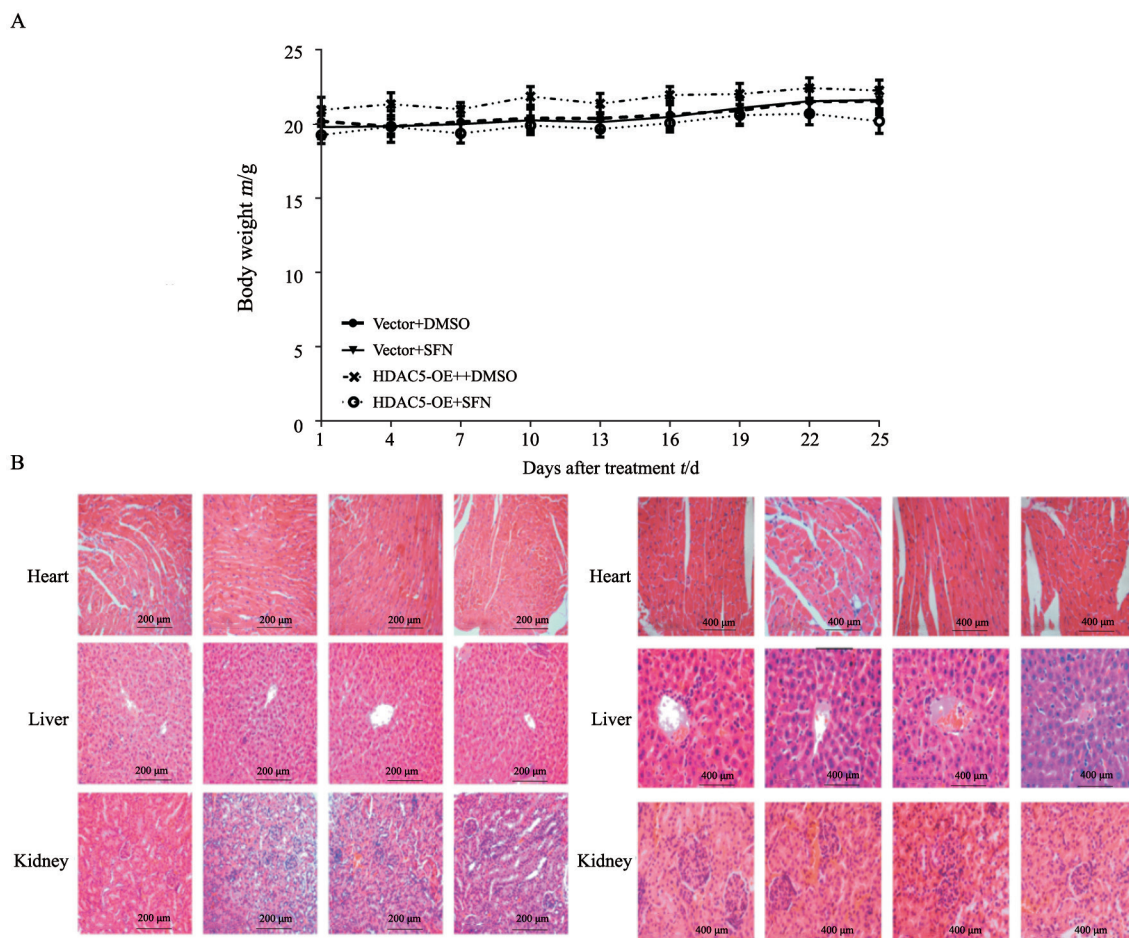 A
25
20
15
10
5
0
Body weight m/g
Vector+DMSO
Vector+SFN
HDAC5-OE++DMSO
HDAC5-OE+SFN
1 4 7 10 13 16 19 22 25
Days after treatment t/d
B
Heart
200 μm 200 μm 200 μm 200 μm
Liver
200 μm 200 μm 200 μm 200 μm
Kidney
200 μm 200 μm 200 μm 200 μm
Heart
400 μm 400 μm 400 μm 400 μm
Liver
400 μm 400 μm 400 μm 400 μm
Kidney
400 μm 400 μm 400 μm 400 μm